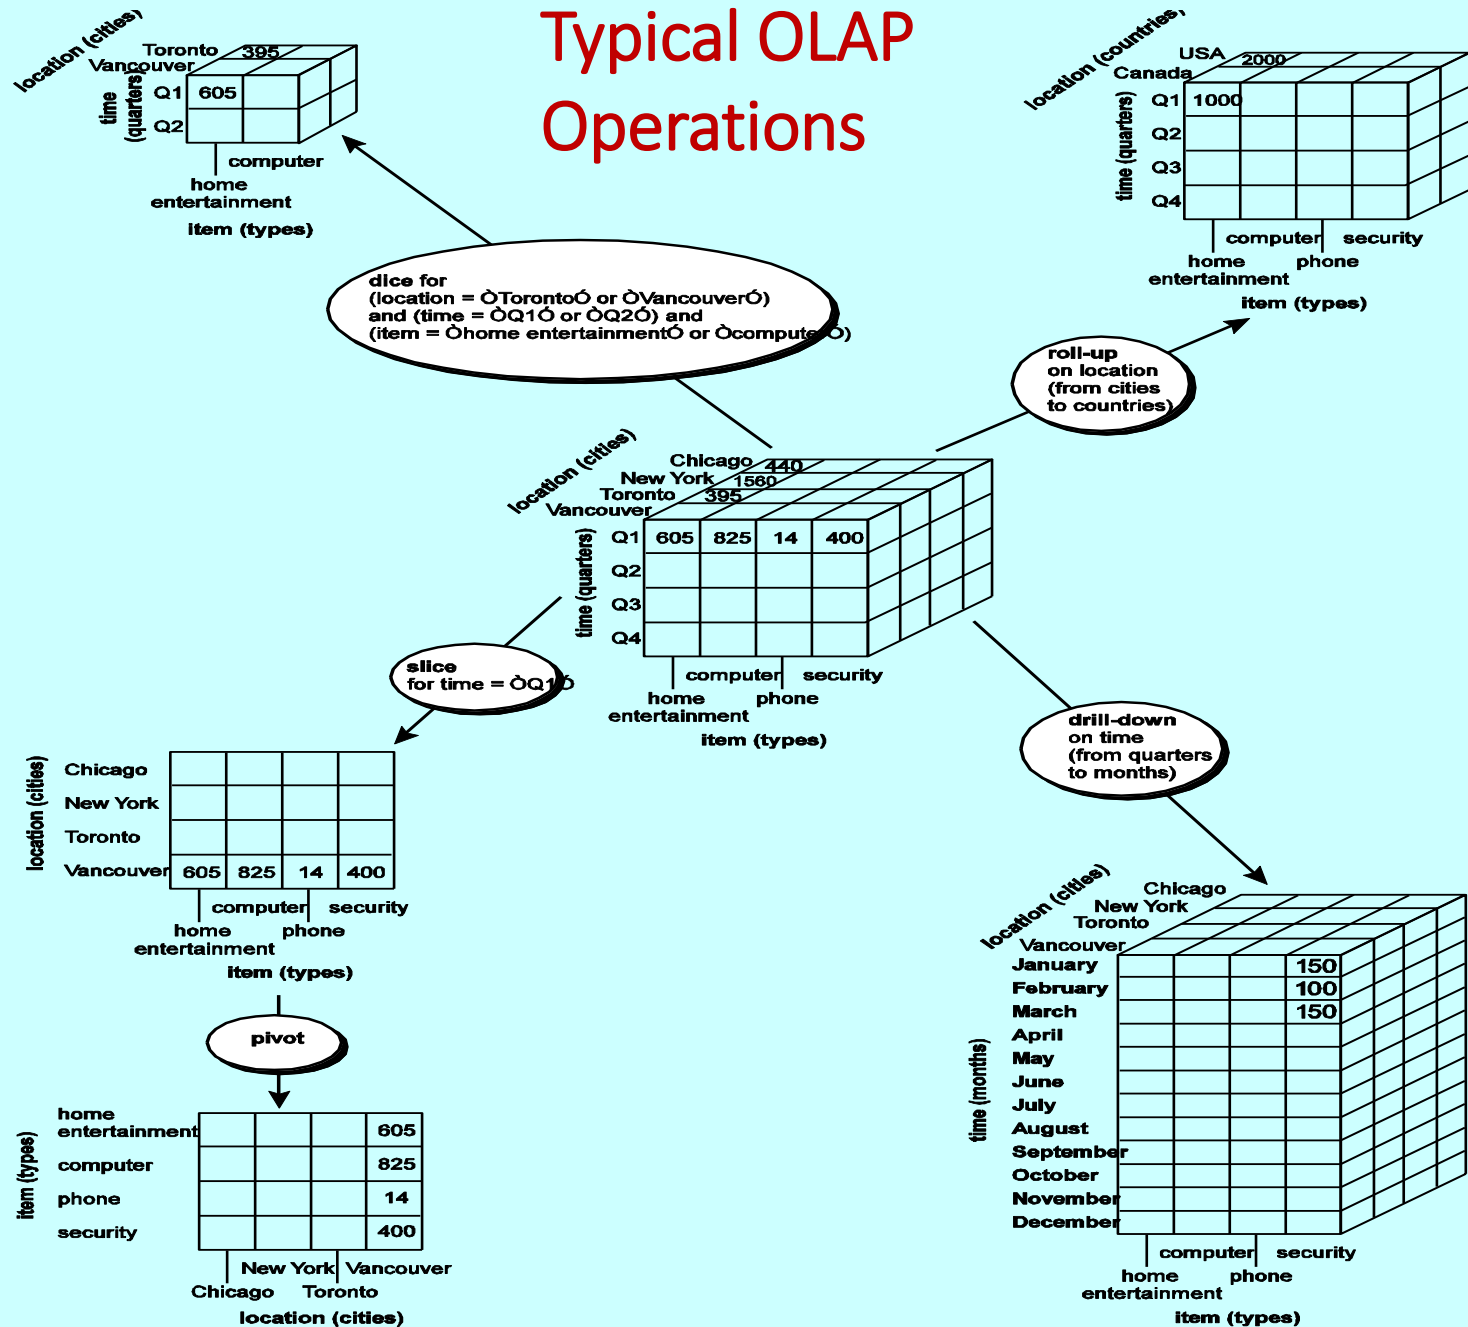 Typical OLAP
Operations
location (cities)
Toronto
Vancouver
395
time
(quarters)
Q1
605
Q2
computer
home
entertainment
item (types)
location (countries)
USA
Canada
2000
time (quarters)
Q1
1000
Q2
Q3
Q4
computer
security
home
entertainment
phone
item (types)
dice for
(location = ÒTorontoÓ or ÒVancouverÓ)
and (time = ÒQ1Ó or ÒQ2Ó) and
(item = Òhome entertainmentÓ or ÒcomputerÓ)
roll-up
on location
(from cities
to countries)
location (cities)
Chicago
440
New York
1560
Toronto
395
Vancouver
time (quarters)
Q1
605 825 14 400
Q2
Q3
Q4
computer
security
home
entertainment
phone
item (types)
slice
for time = ÒQ1Ó
drill-down
on time
(from quarters
to months)
location (cities)
Chicago
New York
Toronto
Vancouver
605 825 14 400
computer
security
home
entertainment
phone
item (types)
pivot
item (types)
home
entertainment
605
computer
825
phone
14
security
400
New York
Vancouver
Chicago
Toronto
location (cities)
location (cities)
Chicago
New York
Toronto
Vancouver
time (months)
January
150
February
100
March
150
April
May
June
July
August
September
October
November
December
computer
security
home
entertainment
phone
item (types)